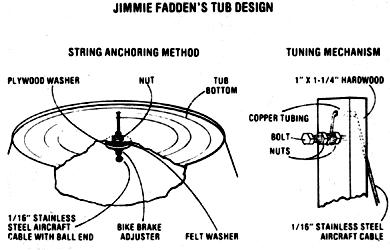 JIMMIE FADDEN'S TUB DESIGN
STRING ANCHORING METHOD
PLYWOOD WASHER
NUT
TUB
BOTTOM
1/16" STAINLESS
STEEL AIRCRAFT
CABLE WITH BALL END
BIKE BRAKE
ADJUSTER
FELT WASHER
TUNING MECHANISM
1" X 1-1/4" HARDWOOD
COPPER TUBING
BOLT
NUTS
1/16" STAINLESS STEEL
AIRCRAFT CABLE